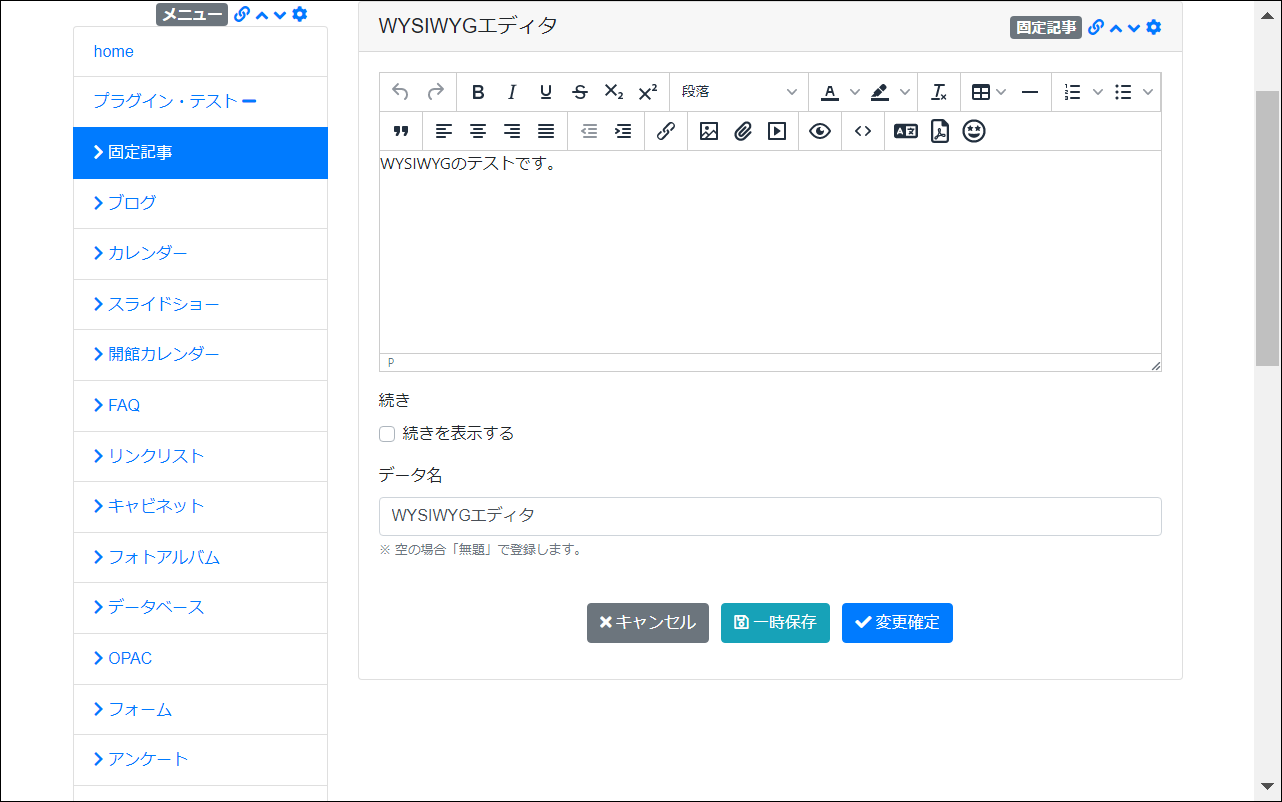 メニュー
home
プラグイン・テスト
固定記事
ブログ
カレンダー
スライドショー
開館カレンダー
FAQ
リンクリスト
キャビネット
フォトアルバム
データベース
OPAC
フォーム
アンケート
WYSIWYGエディタ
固定記事
B I U S X₂ X² 段落 A
WYSIWYGのテストです。
P
続き
続きを表示する
データ名
WYSIWYGエディタ
※ 空の場合「無題」で登録します。
キャンセル 一時保存 変更確定